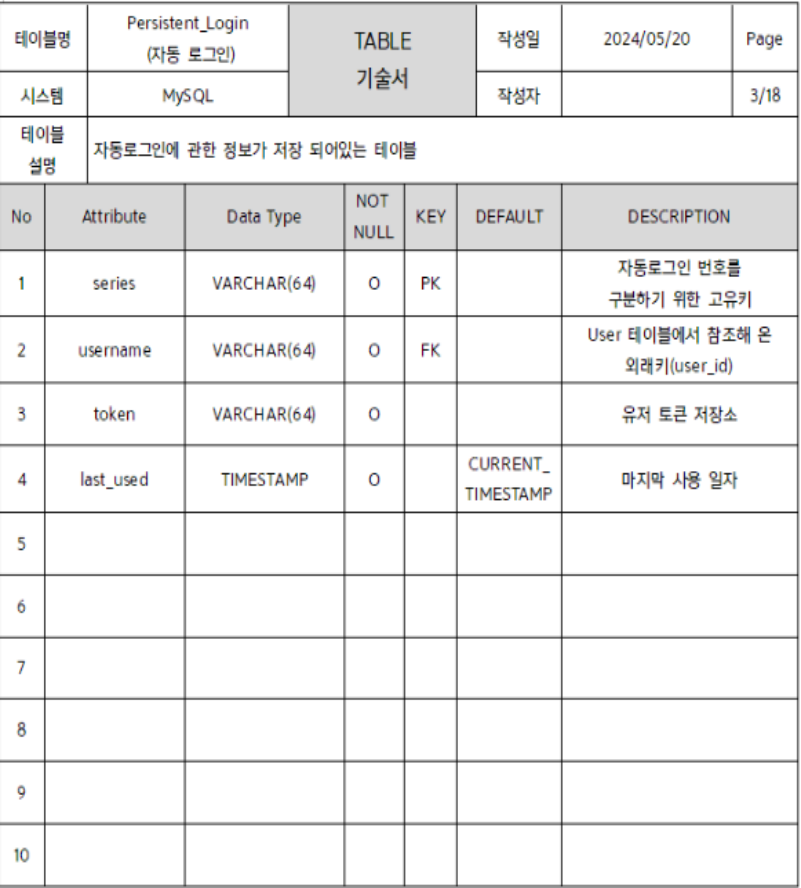 테이블명 Persistent_Login (자동 로그인) TABLE 기술서 작성일 2024/05/20 Page
시스템 MySQL 작성자 3/18
테이블 설명 자동로그인에 관한 정보가 저장 되어있는 테이블
No Attribute Data Type NOT NULL KEY DEFAULT DESCRIPTION
1 series VARCHAR(64) O PK 자동로그인 번호를 구분하기 위한 고유키
2 username VARCHAR(64) O FK User 테이블에서 참조해 온 외래키(user_id)
3 token VARCHAR(64) O 유저 토큰 저장소
4 last_used TIMESTAMP O CURRENT_TIMESTAMP 마지막 사용 일자
5
6
7
8
9
10